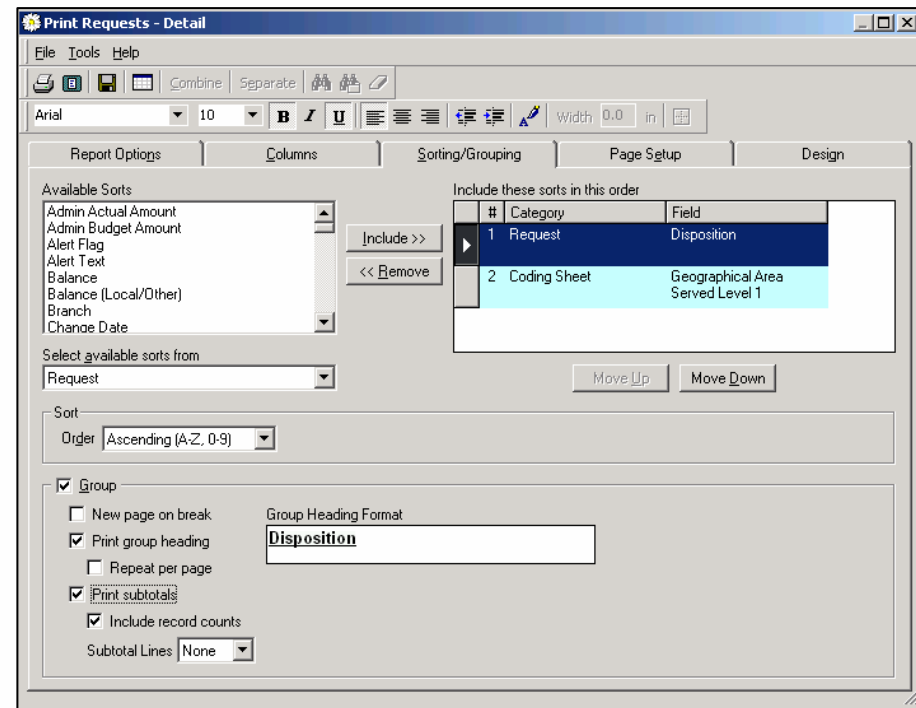 Print Requests - Detail
File Tools Help
Combine Separate
Arial 10 B I U Width 0.0 in
Report Options Columns Sorting/Grouping Page Setup Design
Available Sorts
Admin Actual Amount
Admin Budget Amount
Alert Flag
Alert Text
Balance
Balance (Local/Other)
Branch
Change Date
Include >>
<< Remove
Include these sorts in this order
# Category Field
1 Request Disposition
2 Coding Sheet Geographical Area
Served Level 1
Select available sorts from
Request
Move Up Move Down
Sort
Order Ascending (A-Z, 0-9)
Group
New page on break
Print group heading
Repeat per page
Print subtotals
Include record counts
Subtotal Lines None
Group Heading Format
Disposition